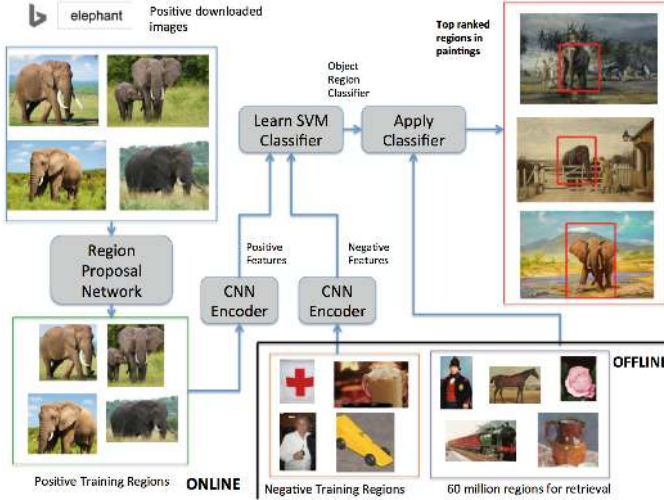 elephant
Positive downloaded
images
Top ranked
regions in
paintings
Object
Region
Classifier
Learn SVM
Classifier
Apply
Classifier
Region
Proposal
Network
Positive
Features
Negative
Features
CNN
Encoder
CNN
Encoder
OFFLINE
Positive Training Regions
ONLINE
Negative Training Regions
60 million regions for retrieval